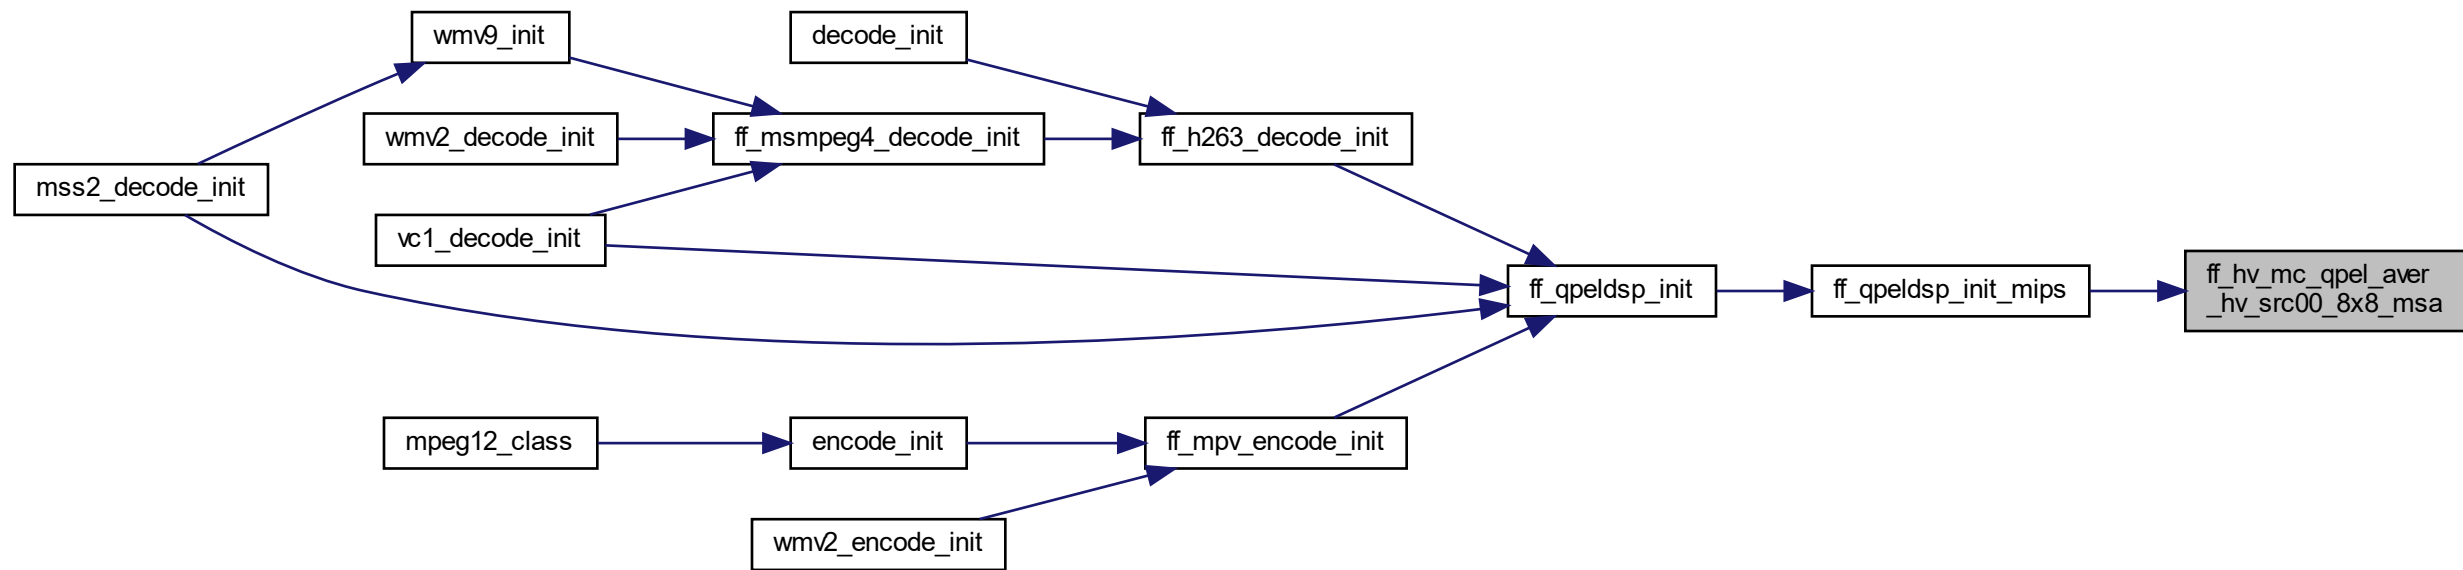 wmv9_init
decode_init
wmv2_decode_init
ff_msmpeg4_decode_init
ff_h263_decode_init
mss2_decode_init
vc1_decode_init
ff_qpeldsp_init
ff_qpeldsp_init_mips
ff_hv_mc_qpel_aver
_hv_src00_8x8_msa
mpeg12_class
encode_init
ff_mpv_encode_init
wmv2_encode_init